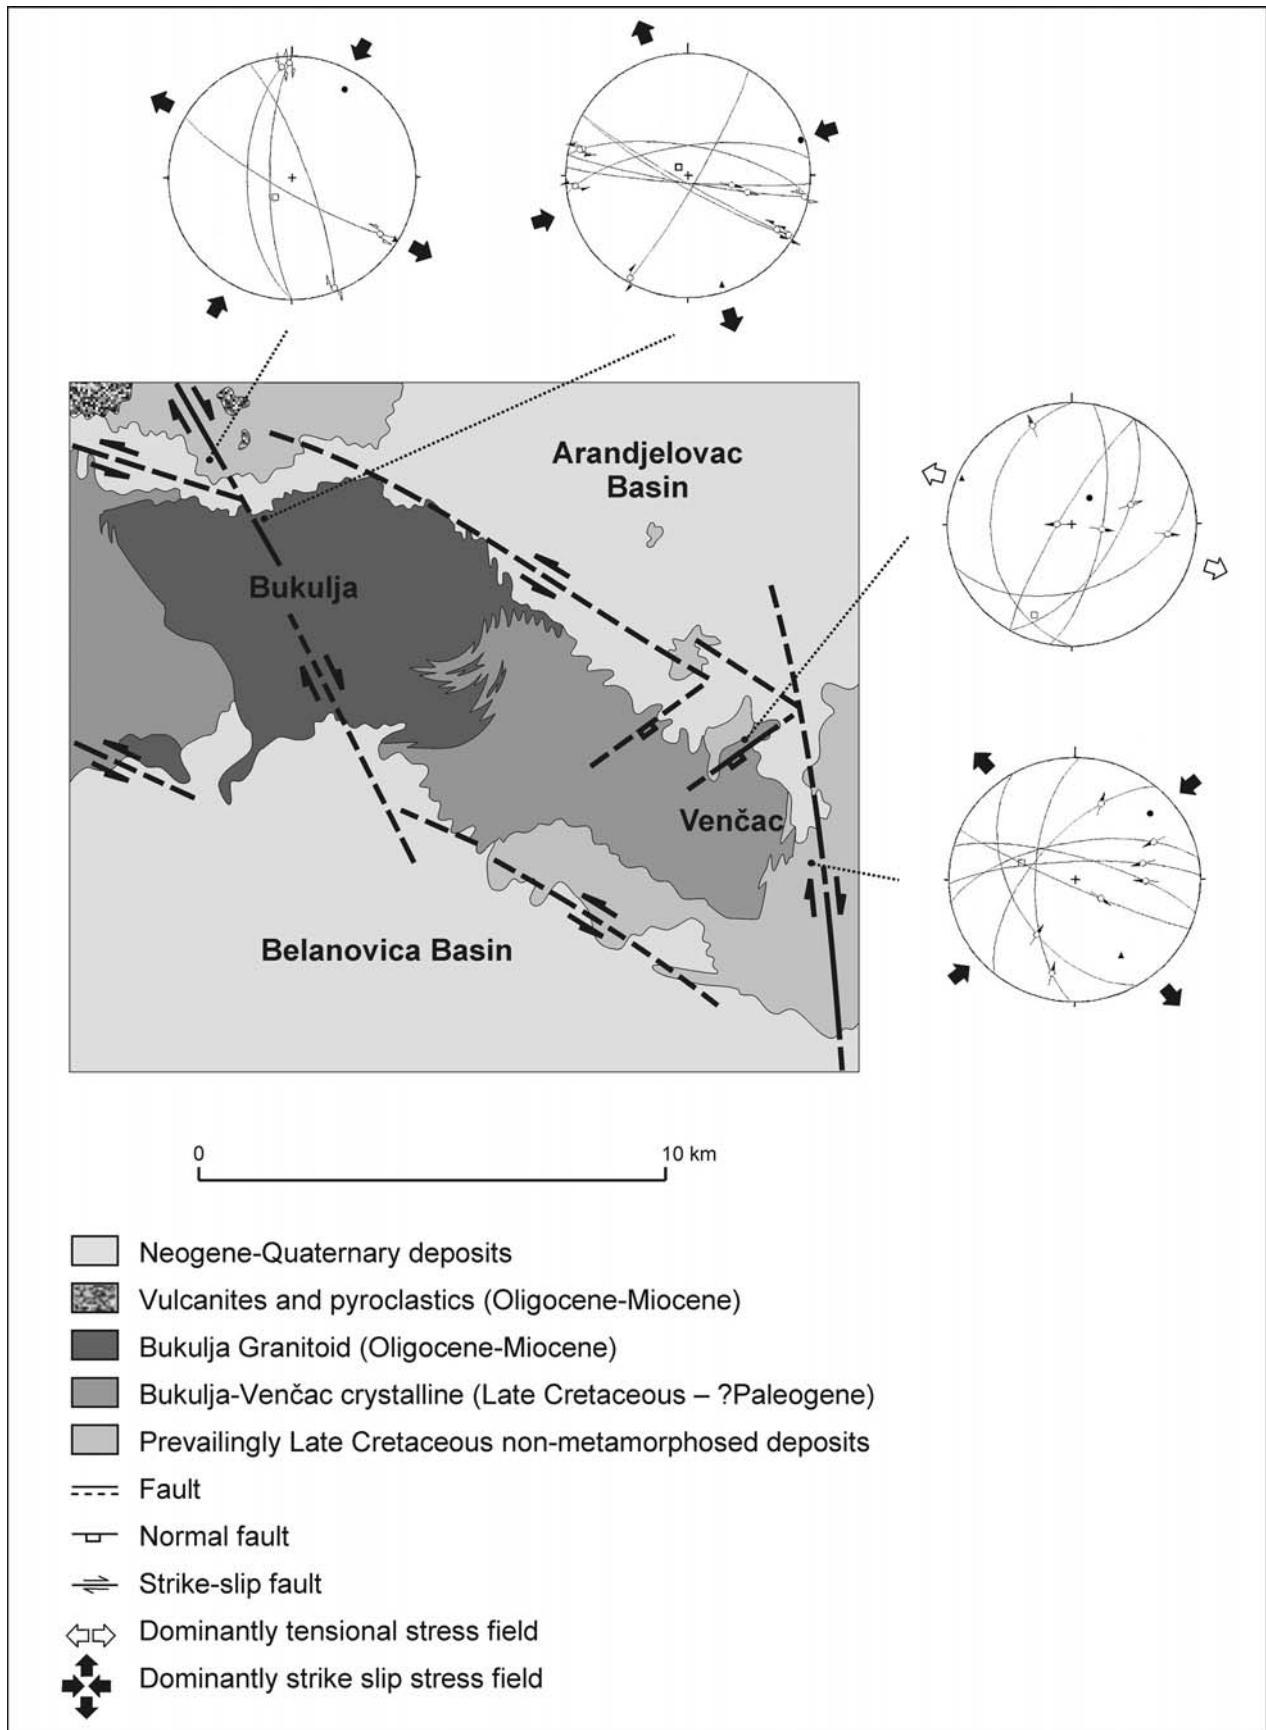 Arandjelovac
Basin
Bukulja
Venčac
Belanovica Basin
0 10 km
Neogene-Quaternary deposits
Vulcanites and pyroclastics (Oligocene-Miocene)
Bukulja Granitoid (Oligocene-Miocene)
Bukulja-Venčac crystalline (Late Cretaceous – ?Paleogene)
Prevailingly Late Cretaceous non-metamorphosed deposits
Fault
Normal fault
Strike-slip fault
Dominantly tensional stress field
Dominantly strike slip stress field